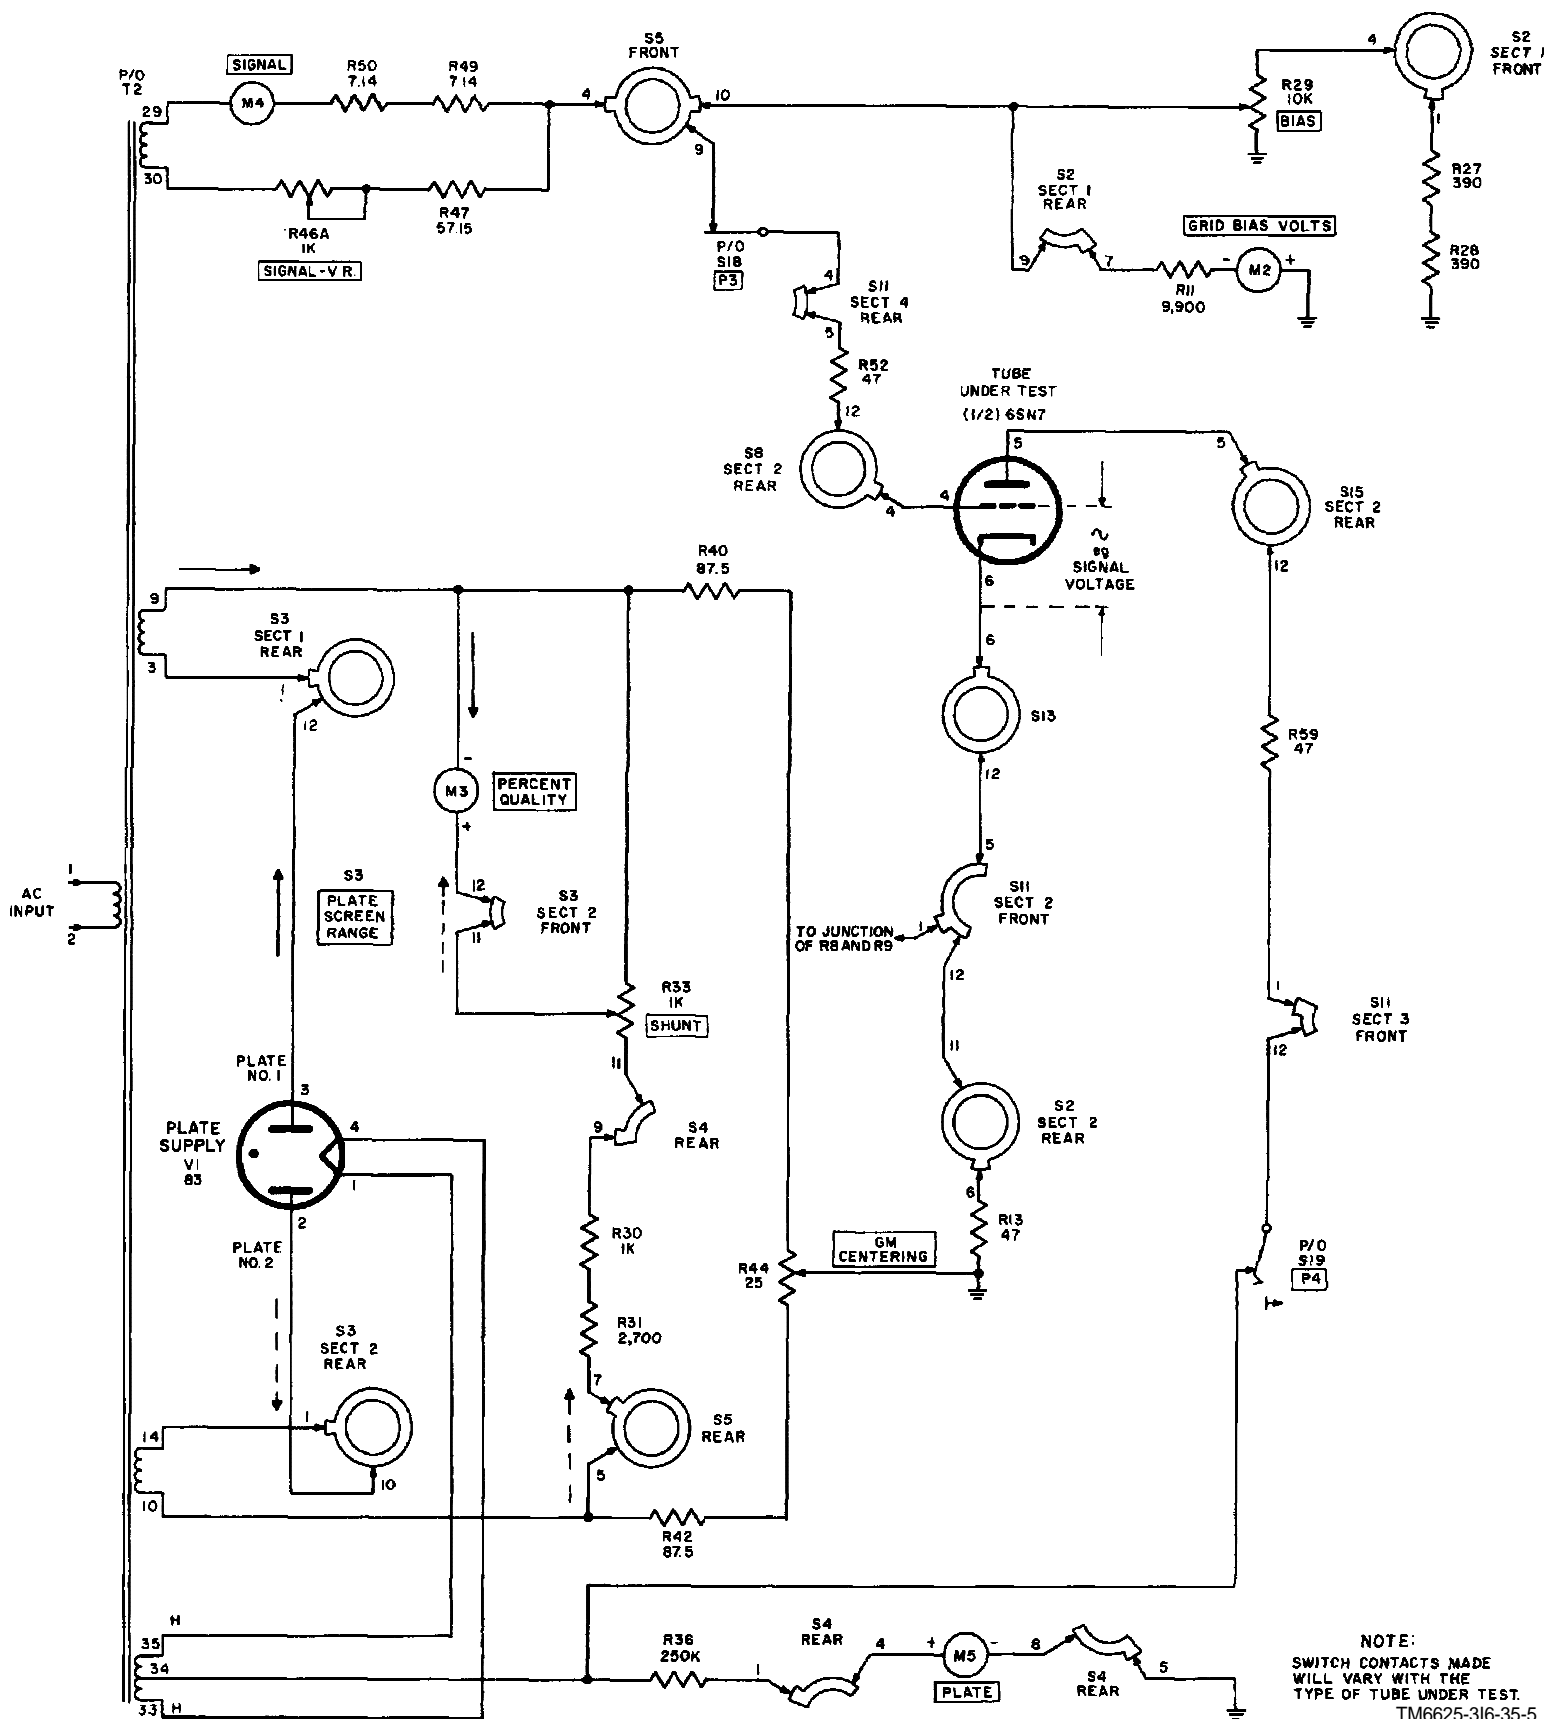 S5
FRONT
S2
SECT 1
FRONT
4
P/O
T2
SIGNAL
M4
R50
7.14
R49
7.14
4
10
9
R29
10K
BIAS
1
29
30
R46A
1K
SIGNAL-V R.
R47
57.15
R27
390
R28
390
S2
SECT 1
REAR
9
7
R11
9,900
GRID BIAS VOLTS
-
M2
+
P/O
S18
P3
4
S11
SECT 4
REAR
5
R52
47
12
S8
SECT 2
REAR
4
TUBE
UNDER TEST
(1/2) 6SN7
5
4
6
~
eg
SIGNAL
VOLTAGE
5
S15
SECT 2
REAR
12
R40
87.5
9
3
S3
SECT 1
REAR
1
12
6
S13
12
R59
47
-
M3
+
PERCENT
QUALITY
AC
INPUT
1
2
S3
PLATE
SCREEN
RANGE
12
11
S3
SECT 2
FRONT
5
S11
SECT 2
FRONT
1
TO JUNCTION
OF R8 AND R9
12
R33
1K
SHUNT
1
S11
SECT 3
FRONT
12
11
PLATE
NO.1
3
PLATE
SUPPLY
V1
83
4
1
2
PLATE
NO.2
11
9
S4
REAR
S2
SECT 2
REAR
6
R13
47
R30
1K
R44
25
GM
CENTERING
P/O
S19
P4
R31
2,700
S3
SECT 2
REAR
1
10
7
S5
REAR
5
14
10
R42
87.5
H
35
34
33
H
R36
250K
1
S4
REAR
4
+
M5
-
PLATE
8
S4
REAR
5
NOTE:
SWITCH CONTACTS MADE
WILL VARY WITH THE
TYPE OF TUBE UNDER TEST.
TM6625-316-35-5